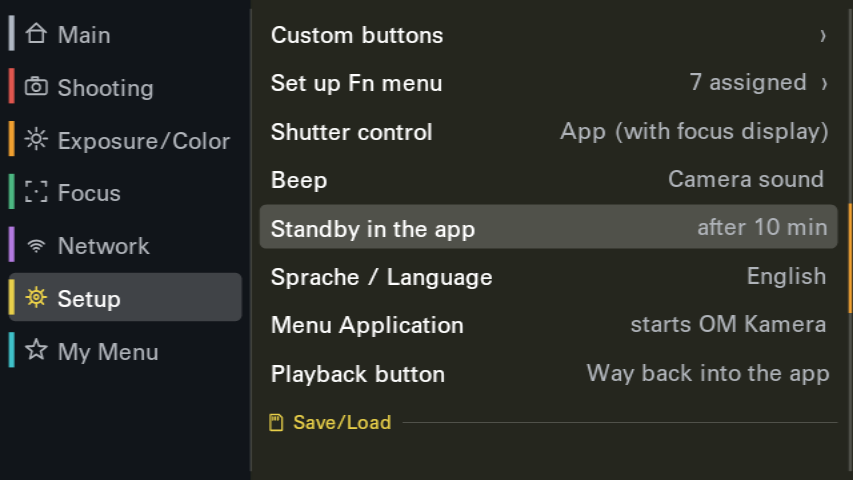 Main
Shooting
Exposure/Color
Focus
Network
Setup
My Menu
Custom buttons
Set up Fn menu 7 assigned
Shutter control App (with focus display)
Beep Camera sound
Standby in the app after 10 min
Sprache / Language English
Menu Application starts OM Kamera
Playback button Way back into the app
Save/Load